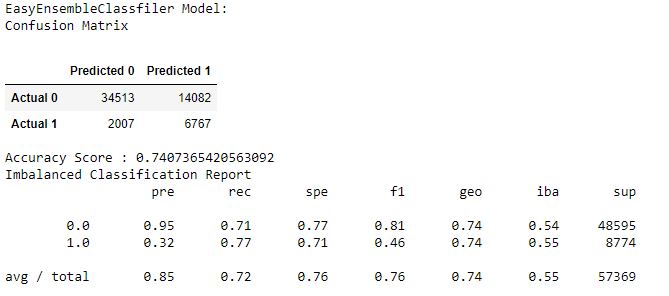 EasyEnsembleClassfiler Model:
Confusion Matrix
Predicted 0 Predicted 1
Actual 0 34513 14082
Actual 1 2007 6767
Accuracy Score : 0.7407365420563092
Imbalanced Classification Report
pre rec spe f1 geo iba sup
0.0 0.95 0.71 0.77 0.81 0.74 0.54 48595
1.0 0.32 0.77 0.71 0.46 0.74 0.55 8774
avg / total 0.85 0.72 0.76 0.76 0.74 0.55 57369